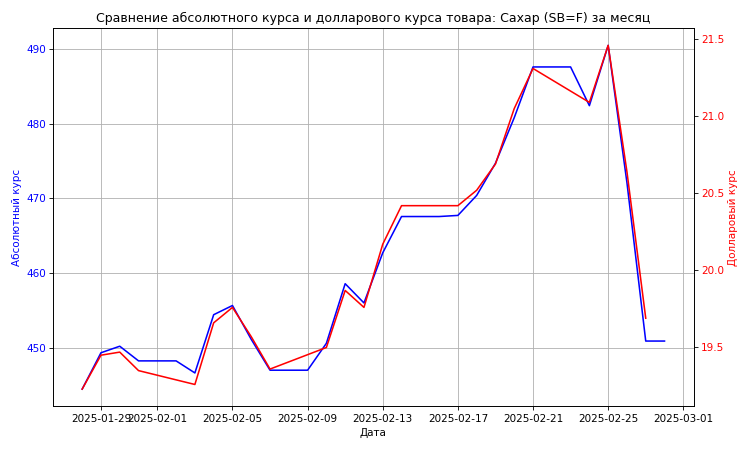 Сравнение абсолютного курса и долларового курса товара: Сахар (SB=F) за месяц
Абсолютный курс
490
480
470
460
450
21.5
21.0
20.5
20.0
19.5
Долларовый курс
2025-01-29 2025-02-01 2025-02-05 2025-02-09 2025-02-13 2025-02-17 2025-02-21 2025-02-25 2025-03-01
Дата